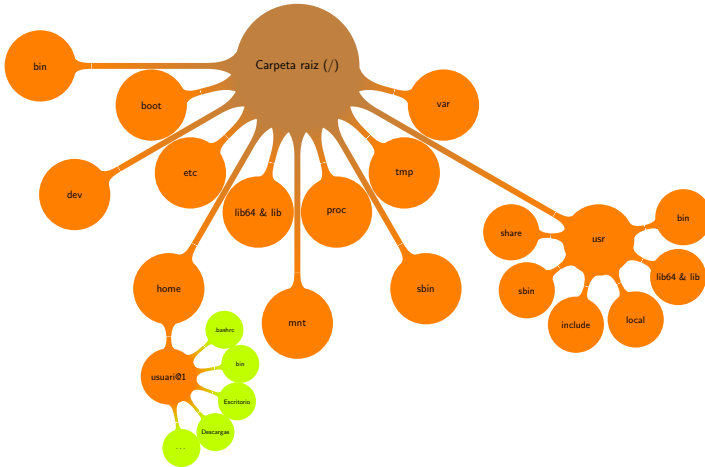 Carpeta raiz (/)
bin
boot
var
dev
etc
tmp
lib64 & lib
proc
home
mnt
sbin
usr
share
bin
sbin
lib64 & lib
include
local
usuari@1
.bashrc
bin
Escritorio
Descargas
...